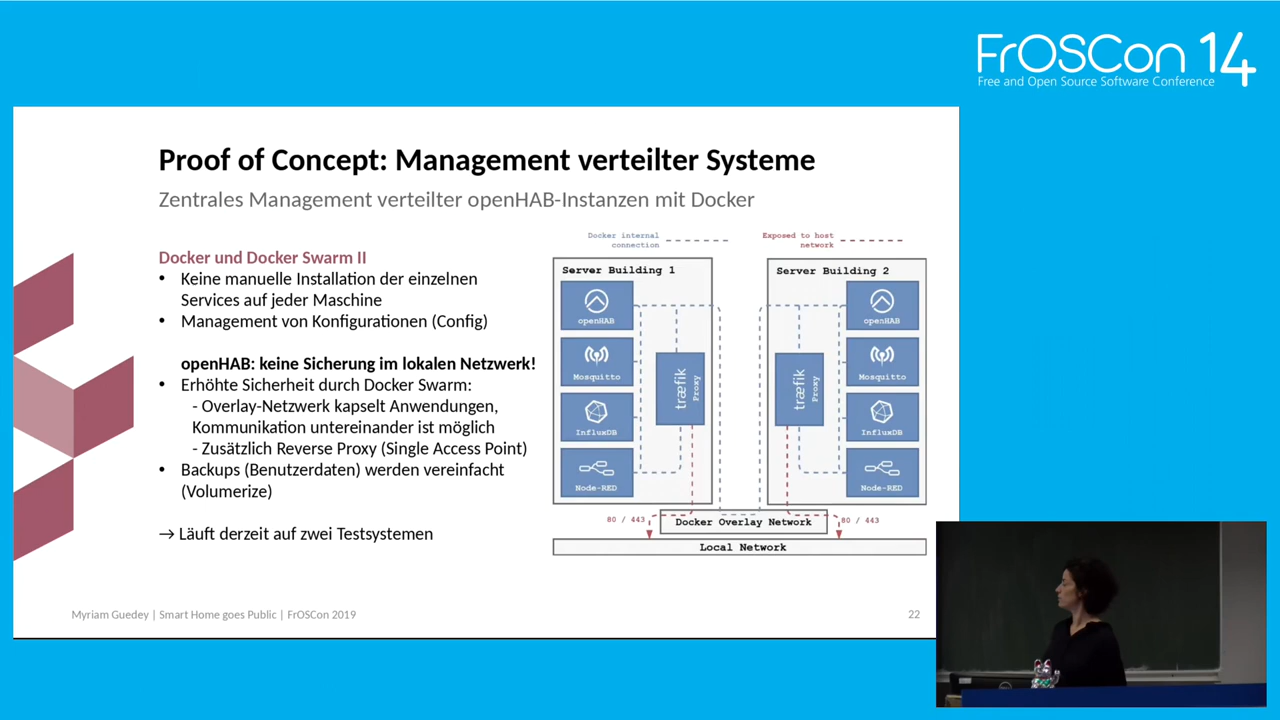 FrOSCon 14
Free and Open Source Software Conference
Proof of Concept: Management verteilter Systeme
Zentrales Management verteilter openHAB-Instanzen mit Docker
Docker und Docker Swarm II
• Keine manuelle Installation der einzelnen
Services auf jeder Maschine
• Management von Konfigurationen (Config)
openHAB: keine Sicherung im lokalen Netzwerk!
• Erhöhte Sicherheit durch Docker Swarm:
- Overlay-Netzwerk kapselt Anwendungen,
Kommunikation untereinander ist möglich
- Zusätzlich Reverse Proxy (Single Access Point)
• Backups (Benutzerdaten) werden vereinfacht
(Volumerize)
→ Läuft derzeit auf zwei Testsystemen
Docker internal
connection
Exposed to host
network
Server Building 1
openHAB
Mosquitto
InfluxDB
Node-RED
træfik
Proxy
Server Building 2
openHAB
Mosquitto
InfluxDB
Node-RED
træfik
Proxy
80 / 443
Docker Overlay Network
80 / 443
Local Network
Myriam Guedey | Smart Home goes Public | FrOSCon 2019
22